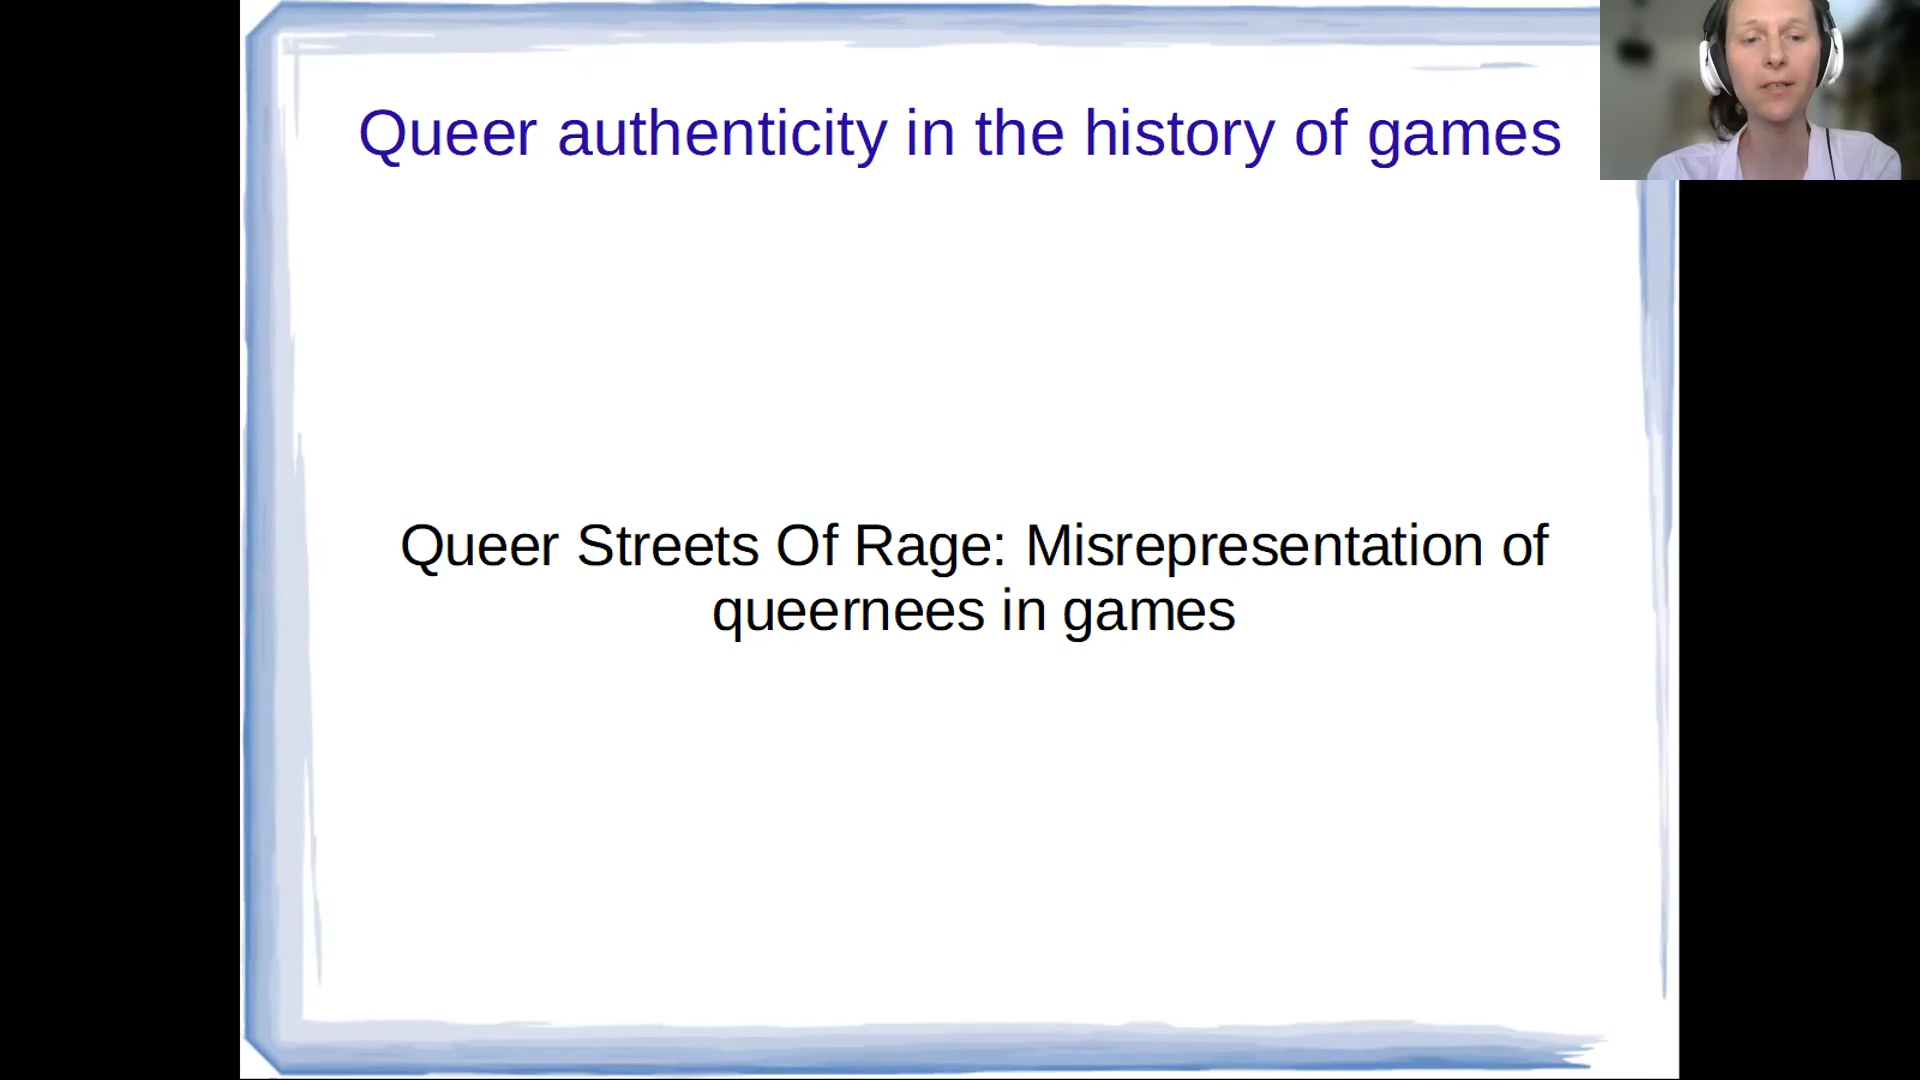 Queer authenticity in the history of games
Queer Streets Of Rage: Misrepresentation of
queernees in games